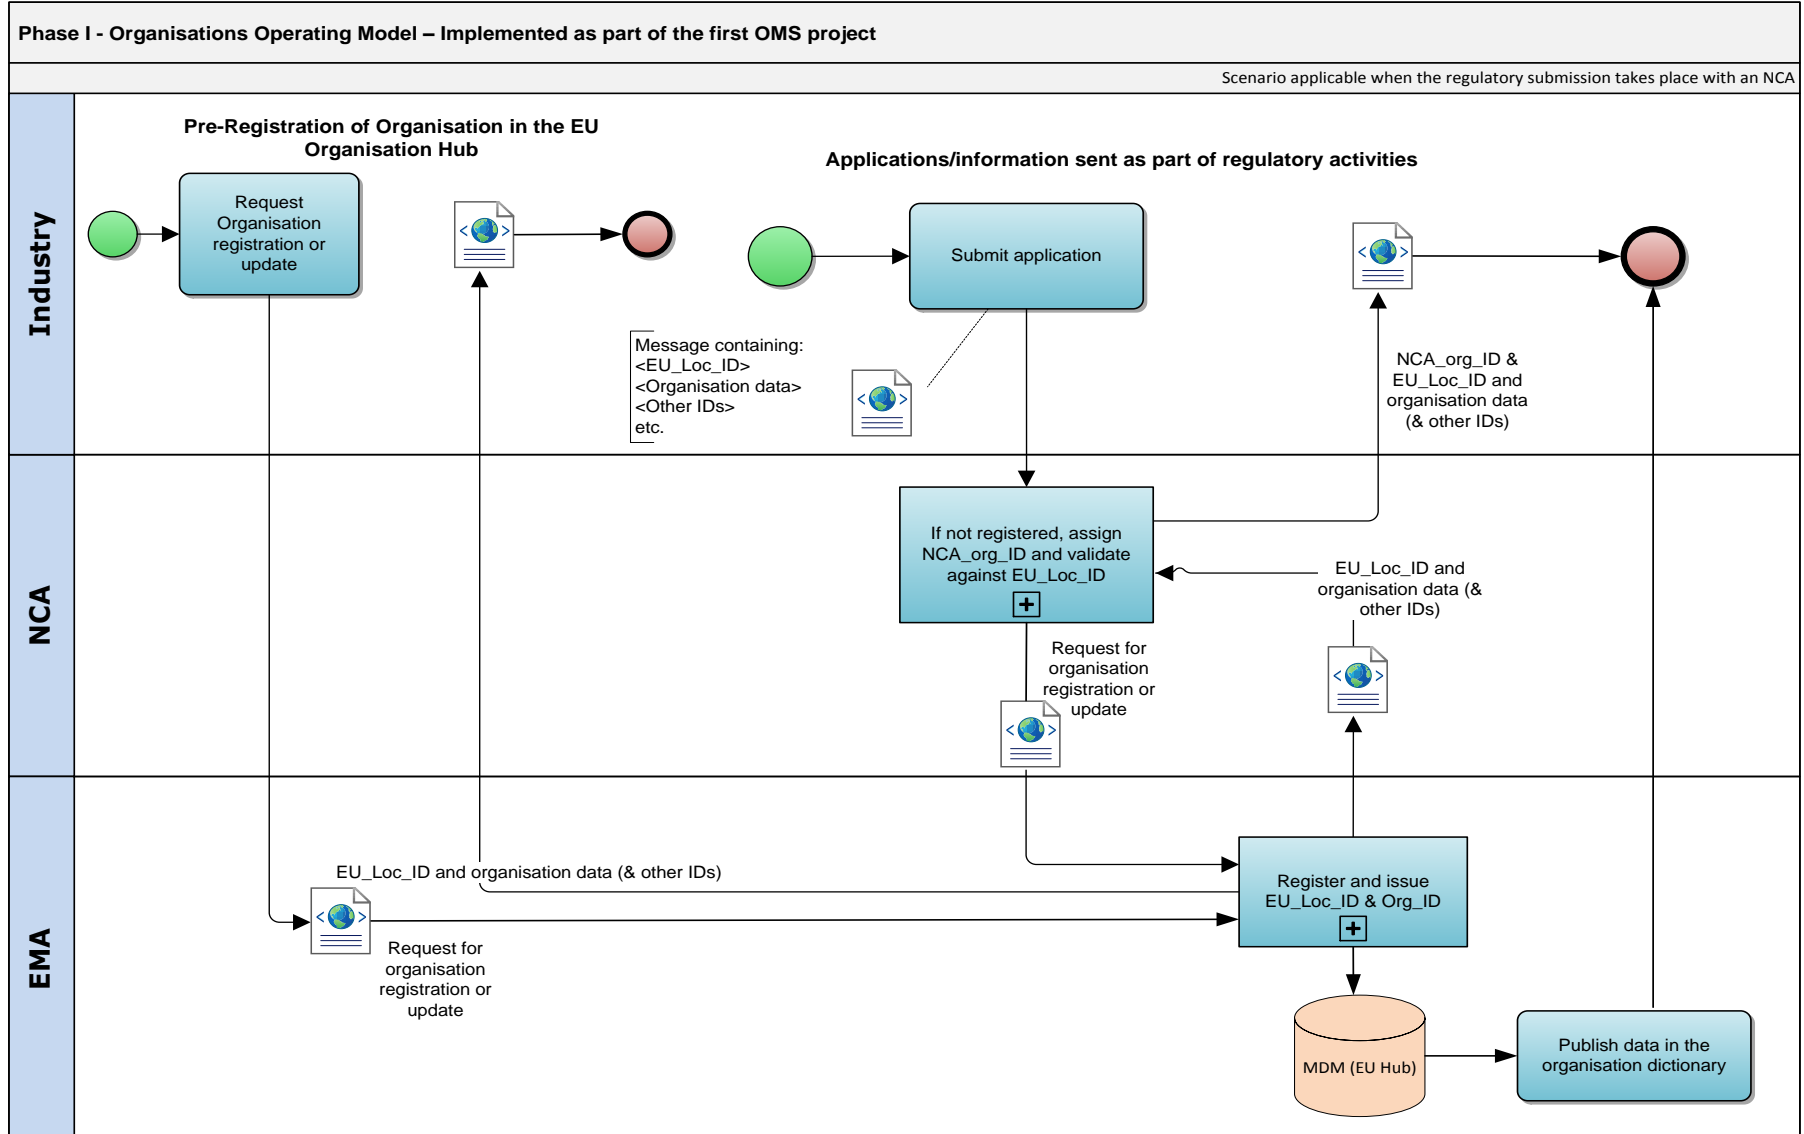 Phase I - Organisations Operating Model – Implemented as part of the first OMS project
Scenario applicable when the regulatory submission takes place with an NCA
Industry
Pre-Registration of Organisation in the EU
Organisation Hub
Applications/information sent as part of regulatory activities
Request
Organisation
registration or
update
Submit application
Message containing:
<EU_Loc_ID>
<Organisation data>
<Other IDs>
etc.
NCA_org_ID &
EU_Loc_ID and
organisation data
(& other IDs)
NCA
If not registered, assign
NCA_org_ID and validate
against EU_Loc_ID
EU_Loc_ID and
organisation data (&
other IDs)
Request for
organisation
registration or
update
EMA
EU_Loc_ID and organisation data (& other IDs)
Register and issue
EU_Loc_ID & Org_ID
Request for
organisation
registration or
update
MDM (EU Hub)
Publish data in the
organisation dictionary